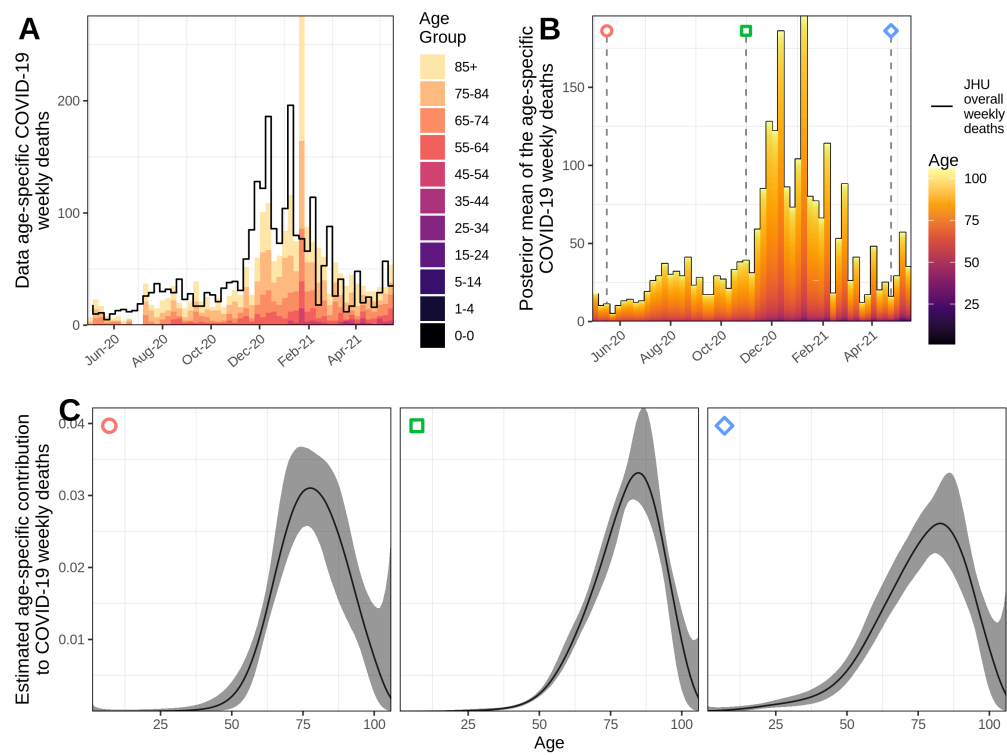 A
Data age-specific COVID-19
weekly deaths
200
100
0
Jun-20
Aug-20
Oct-20
Dec-20
Feb-21
Apr-21
Age
Group
85+
75-84
65-74
55-64
45-54
35-44
25-34
15-24
5-14
1-4
0-0
B
Posterior mean of the age-specific
COVID-19 weekly deaths
150
100
50
0
Jun-20
Aug-20
Oct-20
Dec-20
Feb-21
Apr-21
JHU
overall
weekly
deaths
Age
100
75
50
25
C
Estimated age-specific contribution
to COVID-19 weekly deaths
0.04
0.03
0.02
0.01
25
50
75
100
25
50
75
100
25
50
75
100
Age